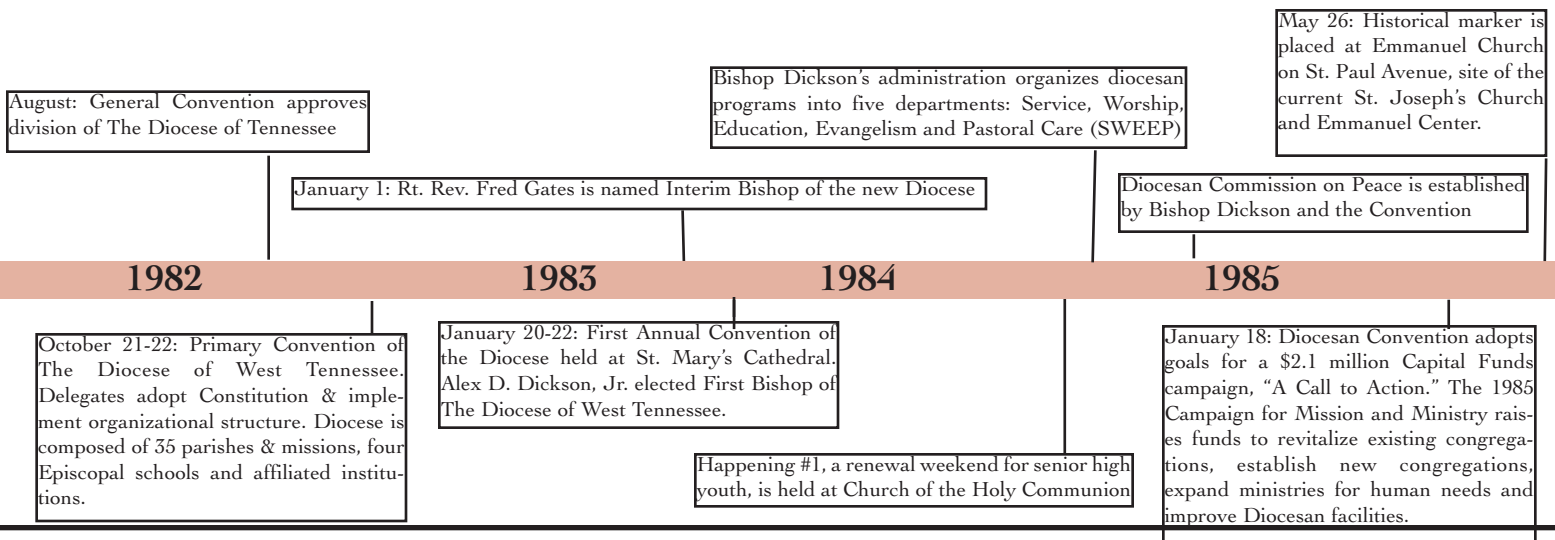 August: General Convention approves
division of The Diocese of Tennessee
January 1: Rt. Rev. Fred Gates is named Interim Bishop of the new Diocese
Bishop Dickson's administration organizes diocesan
programs into five departments: Service, Worship,
Education, Evangelism and Pastoral Care (SWEEP)
Diocesan Commission on Peace is established
by Bishop Dickson and the Convention
May 26: Historical marker is
placed at Emmanuel Church
on St. Paul Avenue, site of the
current St. Joseph's Church
and Emmanuel Center.
1982
1983
1984
1985
October 21-22: Primary Convention of
The Diocese of West Tennessee.
Delegates adopt Constitution & imple-
ment organizational structure. Diocese is
composed of 35 parishes & missions, four
Episcopal schools and affiliated institu-
tions.
January 20-22: First Annual Convention of
the Diocese held at St. Mary's Cathedral.
Alex D. Dickson, Jr. elected First Bishop of
The Diocese of West Tennessee.
Happening #1, a renewal weekend for senior high
youth, is held at Church of the Holy Communion
January 18: Diocesan Convention adopts
goals for a $2.1 million Capital Funds
campaign, "A Call to Action." The 1985
Campaign for Mission and Ministry rais-
es funds to revitalize existing congrega-
tions, establish new congregations,
expand ministries for human needs and
improve Diocesan facilities.